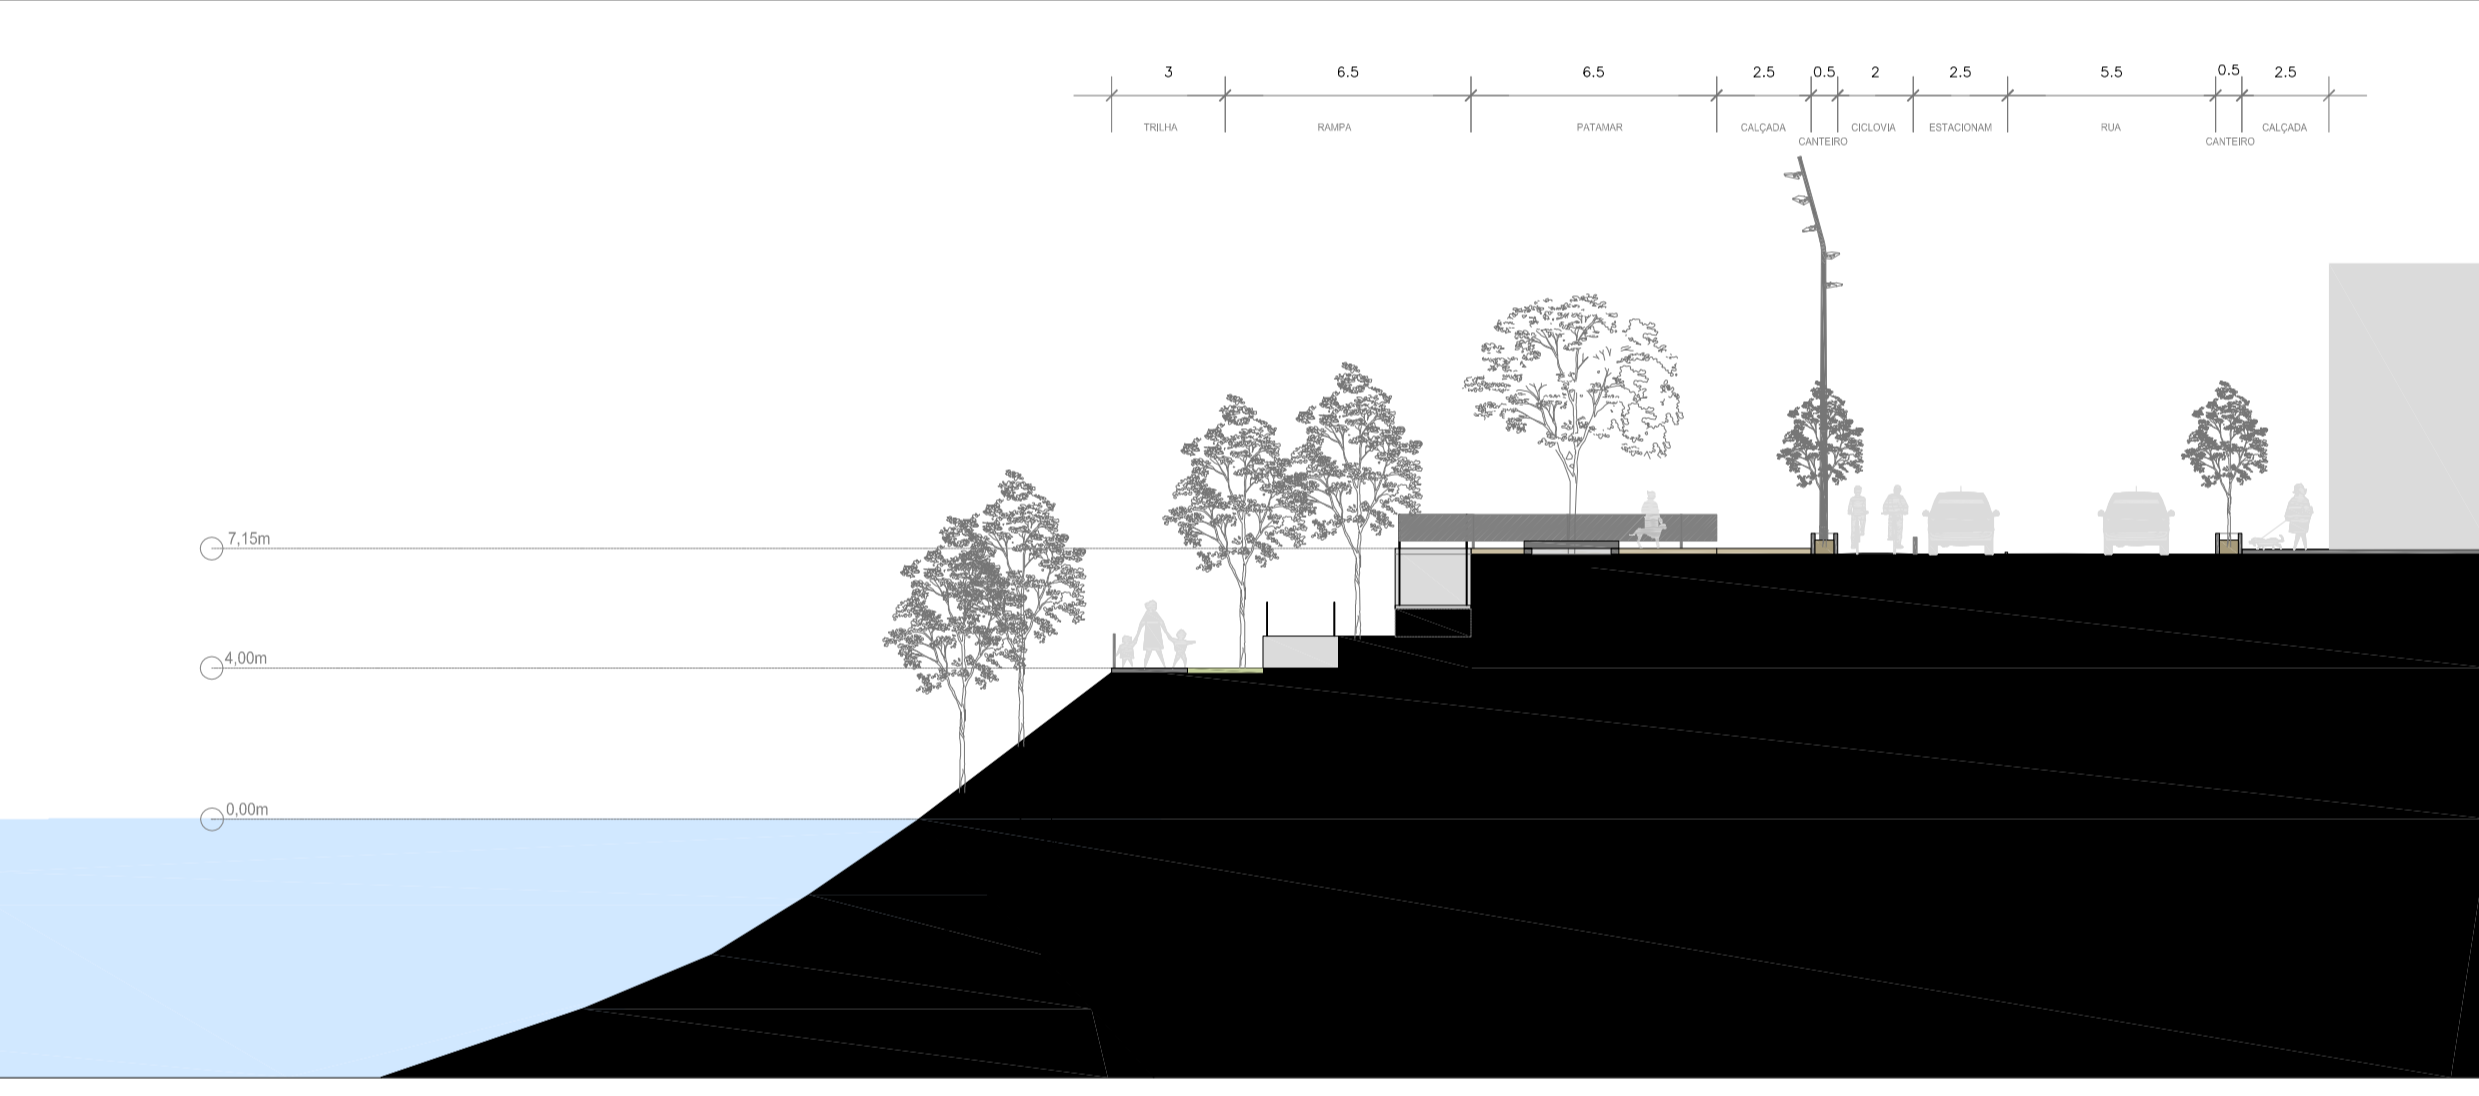 3 6.5 6.5 2.5 0.5 2 2.5 5.5 0.5 2.5
TRILHA RAMPA PATAMAR CALÇADA CICLOVIA ESTACIONAM RUA CALÇADA
CANTEIRO CANTEIRO
7,15m
4,00m
0,00m